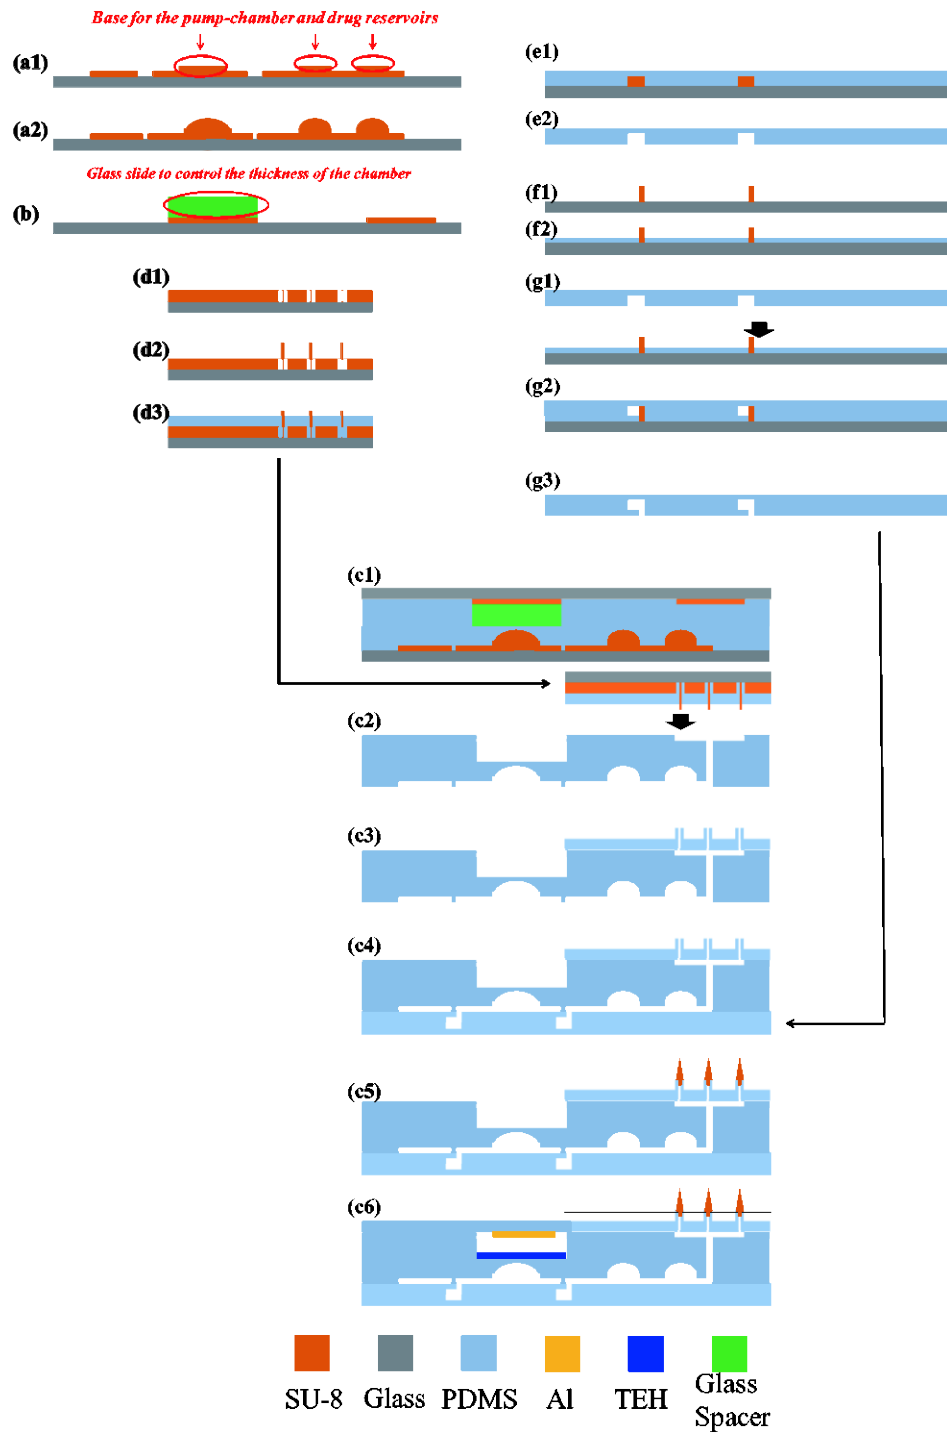 Base for the pump-chamber and drug reservoirs
(a1)
(a2)
Glass slide to control the thickness of the chamber
(b)
(d1)
(d2)
(d3)
(e1)
(e2)
(f1)
(f2)
(g1)
(g2)
(g3)
(c1)
(c2)
(c3)
(c4)
(c5)
(c6)
SU-8
Glass
PDMS
Al
TEH
Glass
Spacer